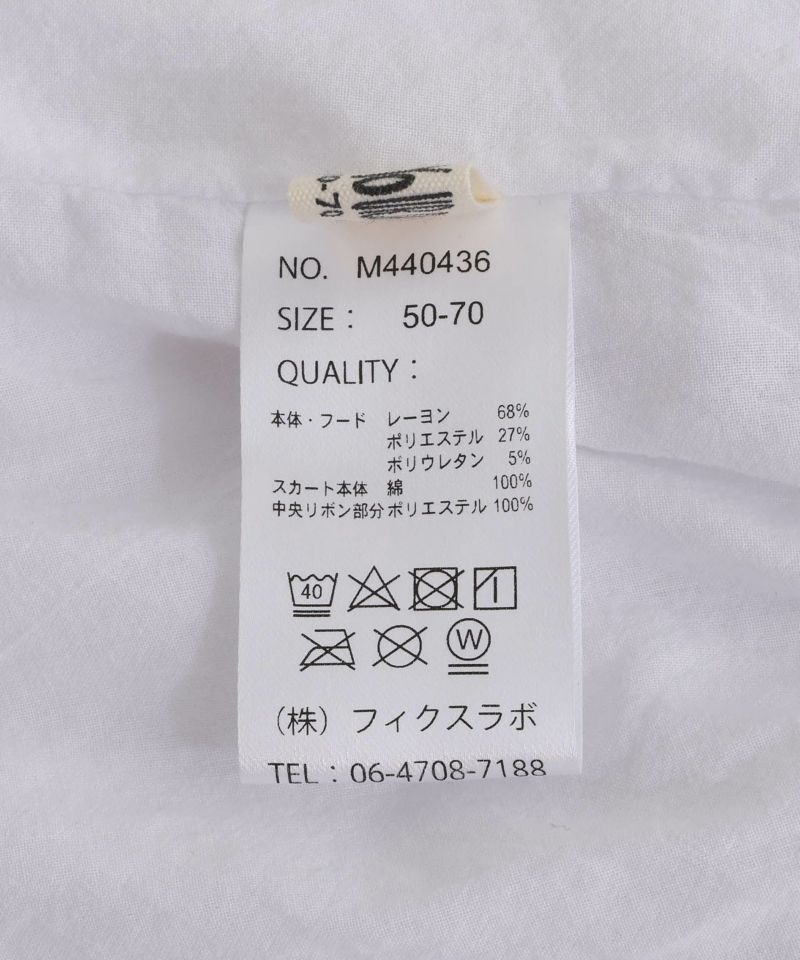 -70
NO. M440436
SIZE： 50-70
QUALITY：
本体・フード レーヨン 68%
ポリエステル 27%
ポリウレタン 5%
スカート本体 綿 100%
中央リボン部分 ポリエステル 100%
40
W
（株）フィクスラボ
TEL：06-4708-7188